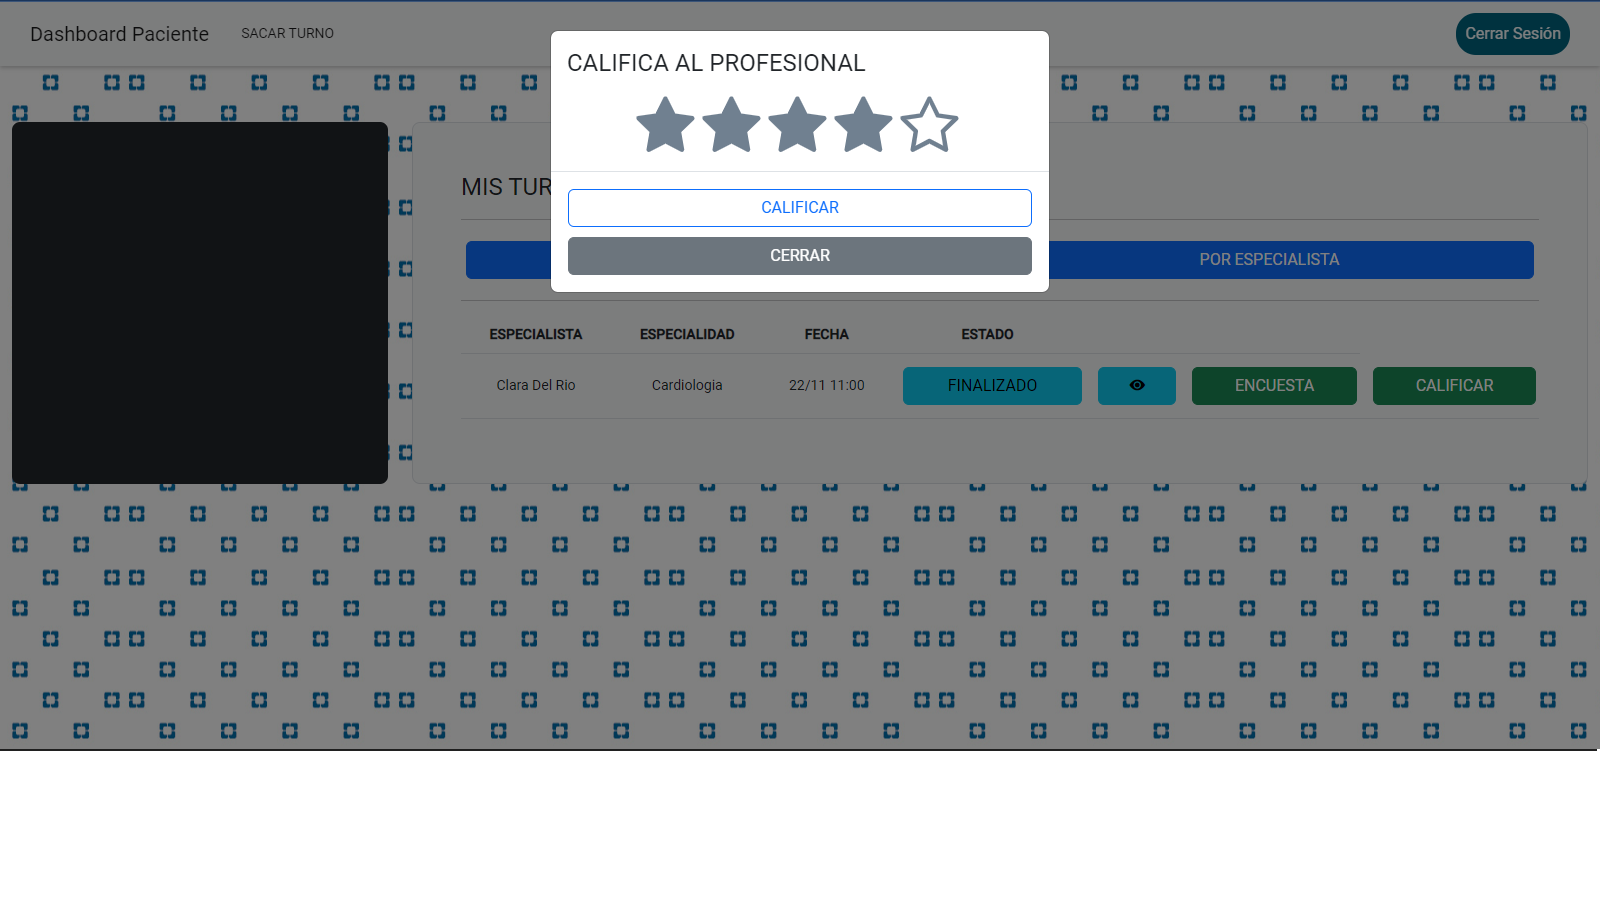 Dashboard Paciente
SACAR TURNO
Cerrar Sesión
CALIFICA AL PROFESIONAL
CALIFICAR
CERRAR
MIS TUR
POR ESPECIALISTA
ESPECIALISTA ESPECIALIDAD FECHA ESTADO
Clara Del Rio Cardiologia 22/11 11:00 FINALIZADO ENCUESTA CALIFICAR